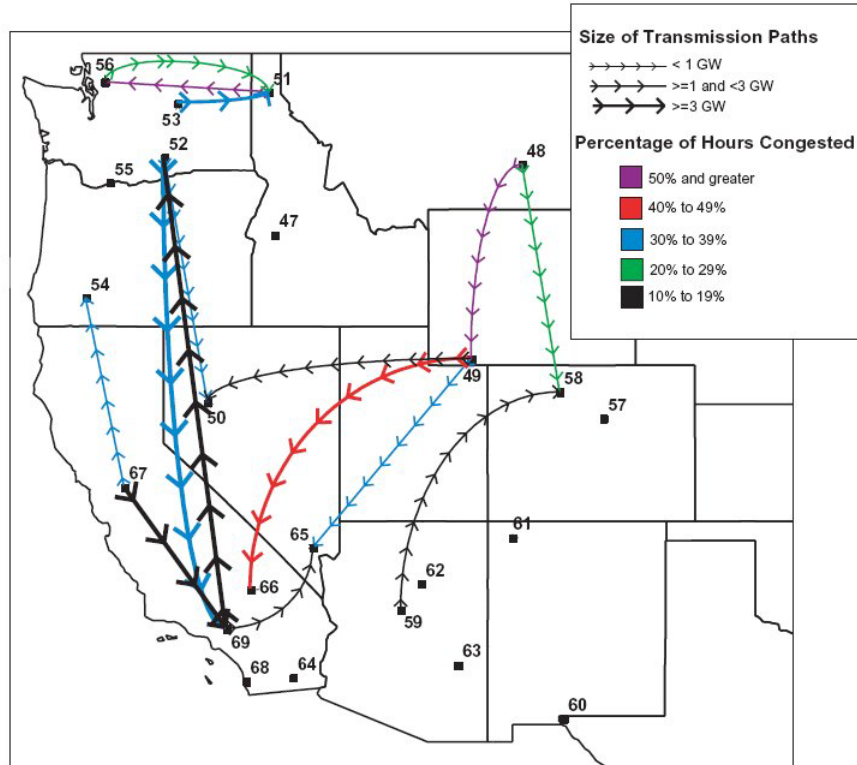 Size of Transmission Paths
< 1 GW
>=1 and <3 GW
>=3 GW
Percentage of Hours Congested
50% and greater
40% to 49%
30% to 39%
20% to 29%
10% to 19%
56
51
53
52
55
48
47
54
49
50
58
57
67
65
61
66
62
59
69
68
64
63
60